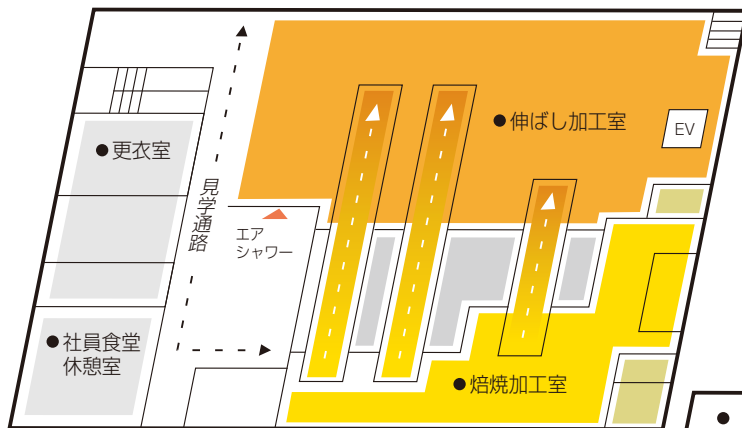 伸ばし加工室
EV
更衣室
見学通路
エア
シャワー
社員食堂
休憩室
焙焼加工室